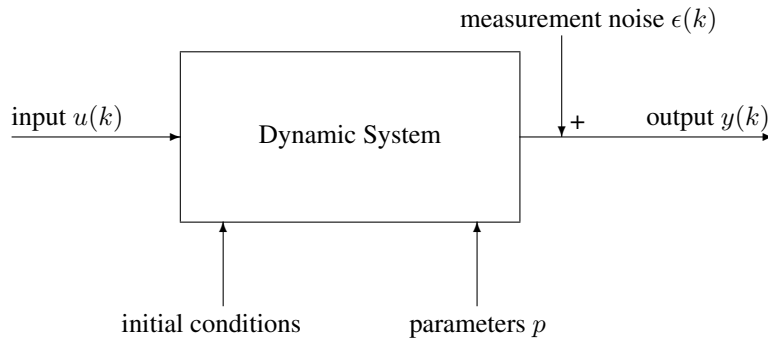 measurement noise ϵ(k)
input u(k)
Dynamic System
+
output y(k)
initial conditions
parameters p